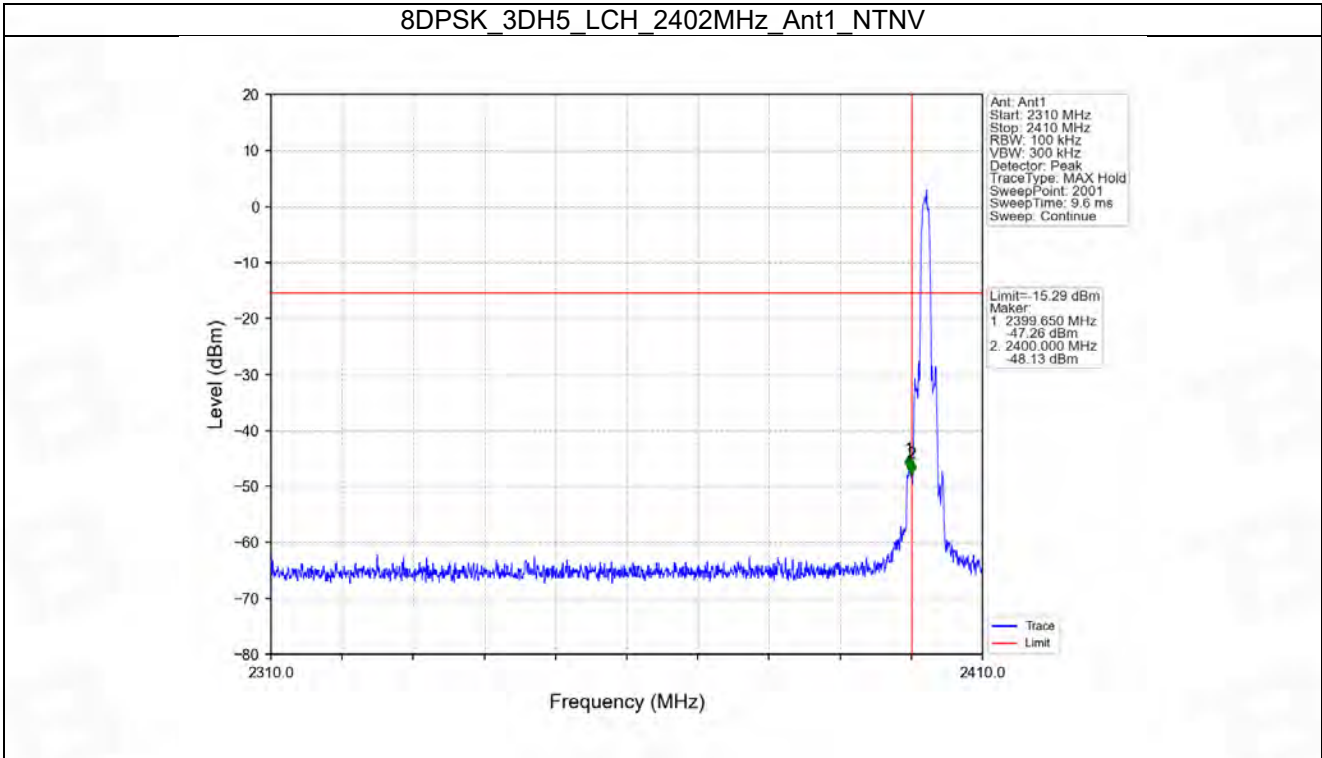 8DPSK_3DH5_LCH_2402MHz_Ant1_NTNV
20
10
0
−10
−20
−30
−40
−50
−60
−70
−80
Level (dBm)
2310.0
2410.0
Frequency (MHz)
1
2
Ant: Ant1
Start: 2310 MHz
Stop: 2410 MHz
RBW: 100 kHz
VBW: 300 kHz
Detector: Peak
TraceType: MAX Hold
SweepPoint: 2001
SweepTime: 9.6 ms
Sweep: Continue
Limit=-15.29 dBm
Maker:
1. 2399.650 MHz
-47.26 dBm
2. 2400.000 MHz
-48.13 dBm
Trace
Limit